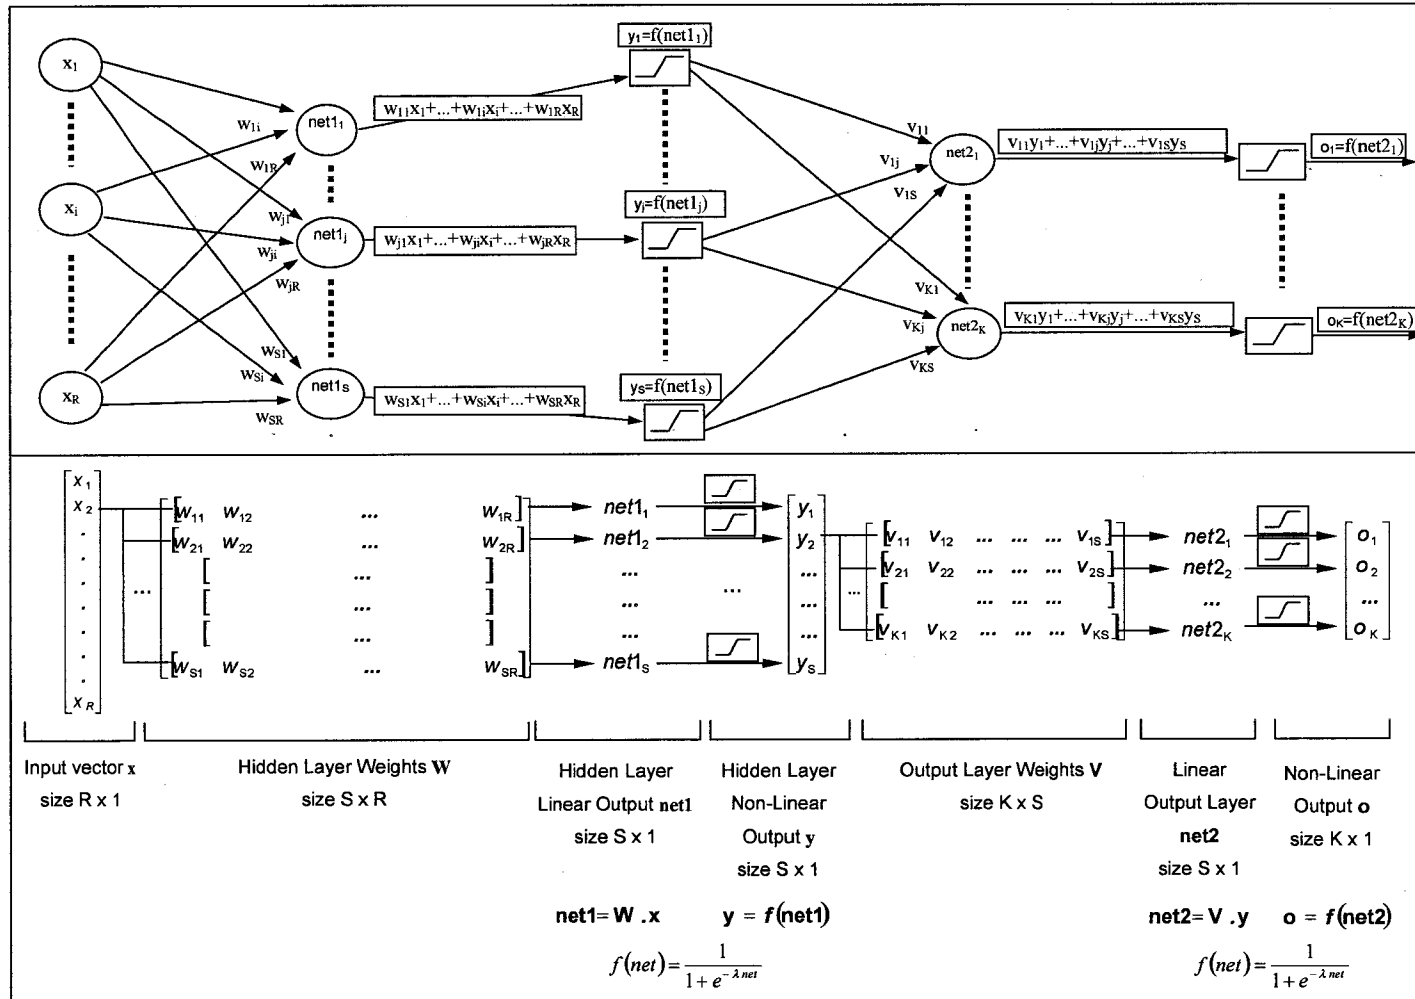 y₁=f(net1₁)
x₁
net1₁
w₁₁x₁+...+w₁ᵢxᵢ+...+w₁RxR
w₁ᵢ
w₁R
v₁₁
v₁ⱼ
v₁S
net2₁
v₁₁y₁+...+v₁ⱼyⱼ+...+v₁SyS
o₁=f(net2₁)
xᵢ
wⱼ₁
wⱼᵢ
wⱼR
net1ⱼ
wⱼ₁x₁+...+wⱼᵢxᵢ+...+wⱼRxR
yⱼ=f(net1ⱼ)
vK₁
vKⱼ
vKS
net2K
vK₁y₁+...+vKⱼyⱼ+...+vKSyS
oK=f(net2K)
xR
wS₁
wSᵢ
wSR
net1S
wS₁x₁+...+wSᵢxᵢ+...+wSRxR
yS=f(net1S)
x₁
x₂
.
.
.
.
.
.
.
xR
...
[w₁₁ w₁₂ ... w₁R]
[w₂₁ w₂₂ ... w₂R]
[ ... ]
[ ... ]
[ ... ]
[wS₁ wS₂ ... wSR]
net1₁
net1₂
...
...
...
net1S
...
y₁
y₂
...
...
...
yS
...
[v₁₁ v₁₂ ... ... ... v₁S]
[v₂₁ v₂₂ ... ... ... v₂S]
[ ... ... ... ]
[vK₁ vK₂ ... ... ... vKS]
net2₁
net2₂
...
net2K
o₁
o₂
...
oK
Input vector x
size R x 1
Hidden Layer Weights W
size S x R
Hidden Layer
Linear Output net1
size S x 1
Hidden Layer
Non-Linear
Output y
size S x 1
Output Layer Weights V
size K x S
Linear
Output Layer
net2
size S x 1
Non-Linear
Output o
size K x 1
net1= W . x
y = f(net1)
net2= V . y
o = f(net2)
f(net)= 1 / (1+e^(-λ net))
f(net)= 1 / (1+e^(-λ net))